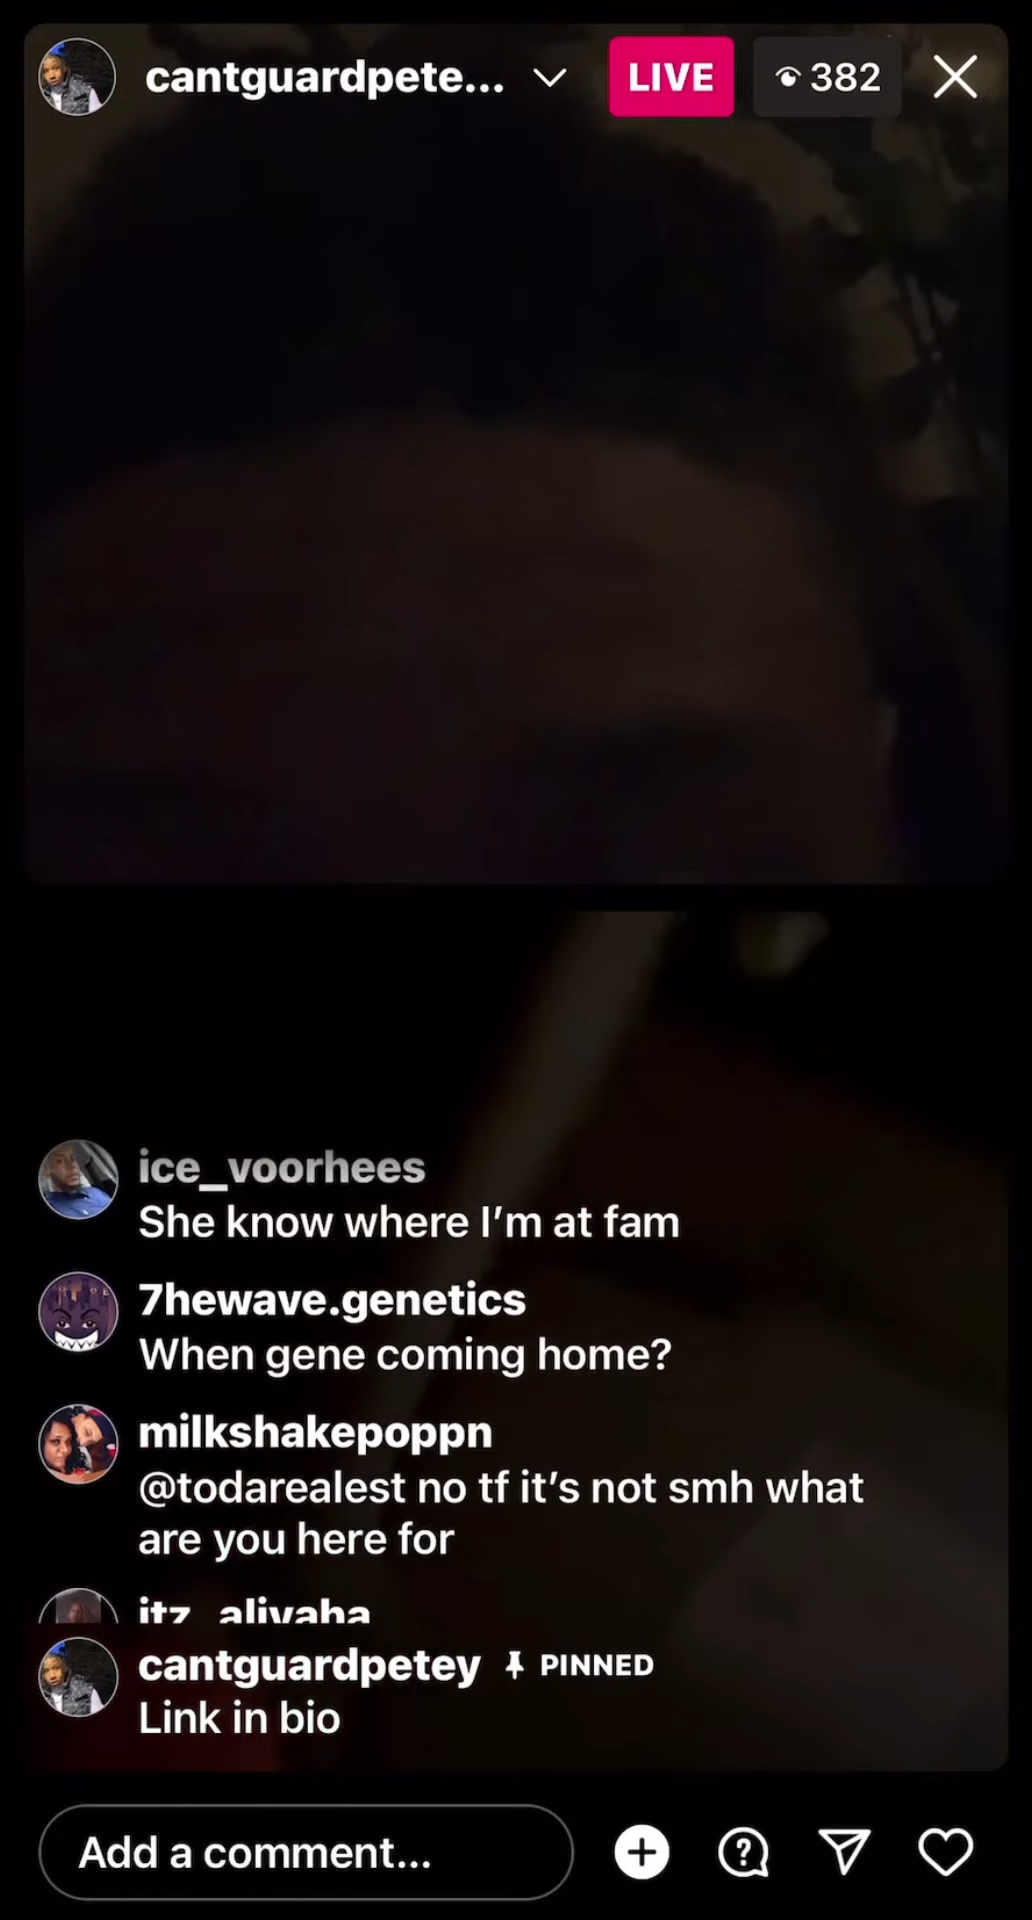 cantguardpete...
LIVE
382
ice_voorhees
She know where I’m at fam
7hewave.genetics
When gene coming home?
milkshakepoppn
@todarealest no tf it’s not smh what
are you here for
itz_aliyaha
cantguardpetey PINNED
Link in bio
Add a comment...